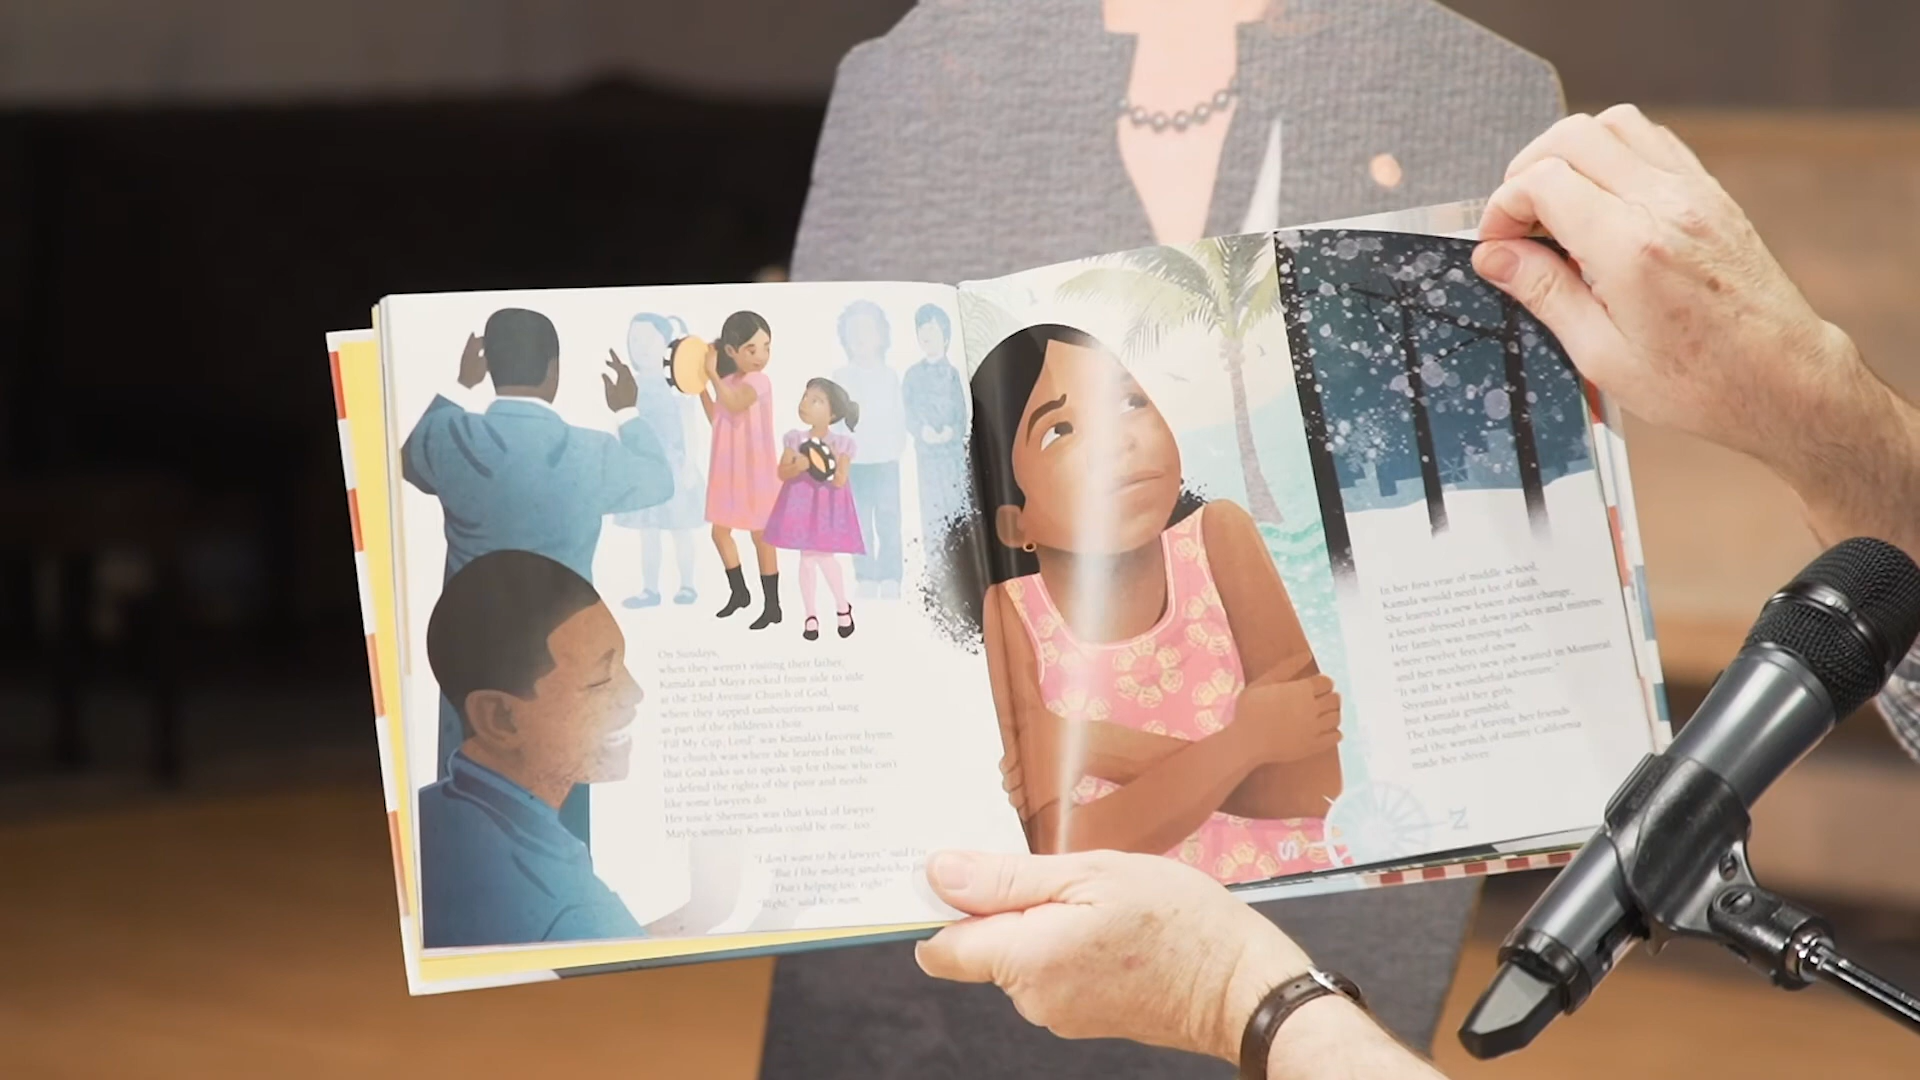 On Sundays,
when they weren't visiting their father,
Kamala and Maya rocked from side to side
at the 23rd Avenue Church of God,
where they tapped tambourines and sang
as part of the children's choir.
"Fill My Cup, Lord" was Kamala's favorite hymn.
The church was where she learned the Bible,
that God asks us to speak up for those who can't
to defend the rights of the poor and needy
like some lawyers do.
Her uncle Sherman was that kind of lawyer.
Maybe someday Kamala could be one, too.
"I don't want to be a lawyer," said
"But I like making sandwiches
That's helping too, right?"
"Right," said her mom.
In her first year of middle school,
Kamala would need a lot of faith.
She learned a new lesson about change,
a lesson dressed in down jackets and mittens.
Her family was moving north,
where twelve feet of snow
and her mother's new job waited in Montreal.
"It will be a wonderful adventure,"
Shyamala told her girls,
but Kamala grumbled.
The thoughts of leaving her friends
and the warmth of sunny California
made her shiver.
S
N